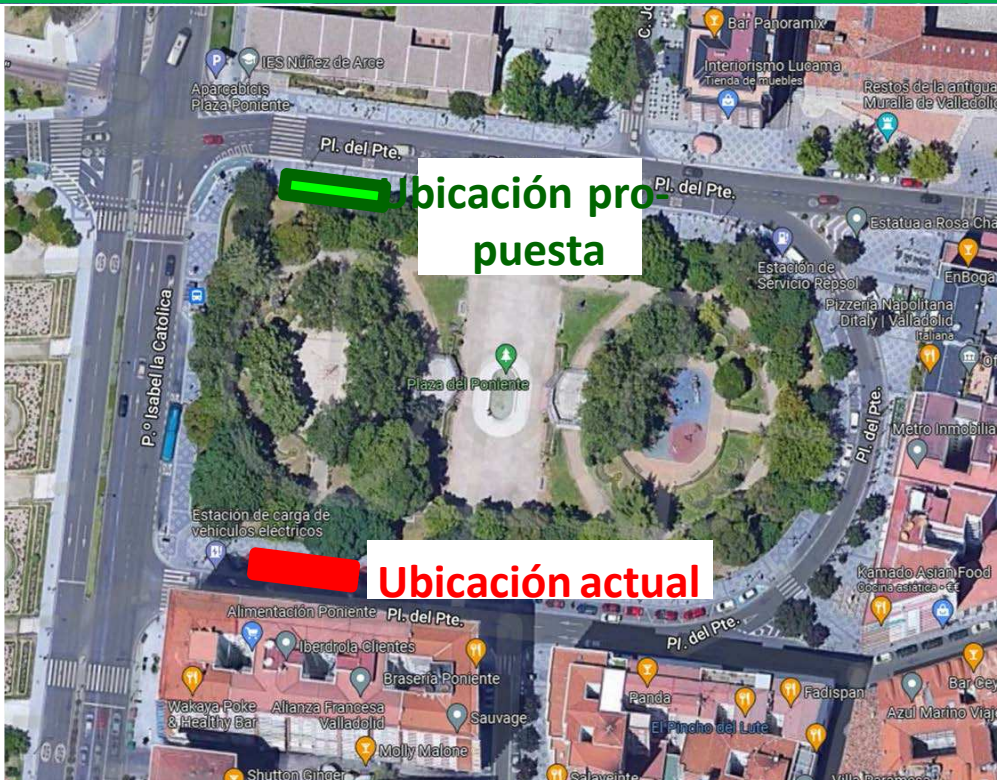 Bar Panoramix
IES Núñez de Arce
Interiorismo Lucama
Tienda de muebles
Aparcabicis
Plaza Poniente
Restos de la antigua
Muralla de Valladolid
Pl. del Pte.
Pl. del Pte.
Ubicación pro-
puesta
Estatua a Rosa Cha
Estación de
Servicio Repsol
EnBoga
Pizzería Napolitana
Ditaly | Valladolid
Italiana
P.º Isabel la Católica
Plaza del Poniente
Pl. del Pte.
Metro Inmobilia
Estación de carga de
vehículos eléctricos
Ubicación actual
Kamado Asian Food
Cocina asiática · €€
Alimentación Poniente
Pl. del Pte.
Pl. del Pte.
Iberdrola Clientes
Brasería Poniente
Panda
Fadispan
Bar Cey
Wakaya Poke
& Healthy Bar
Alianza Francesa
Valladolid
Sauvage
El Pincho del Lute
Azul Marino Viaj
Molly Malone
Shutton Ginger
Salaveinte